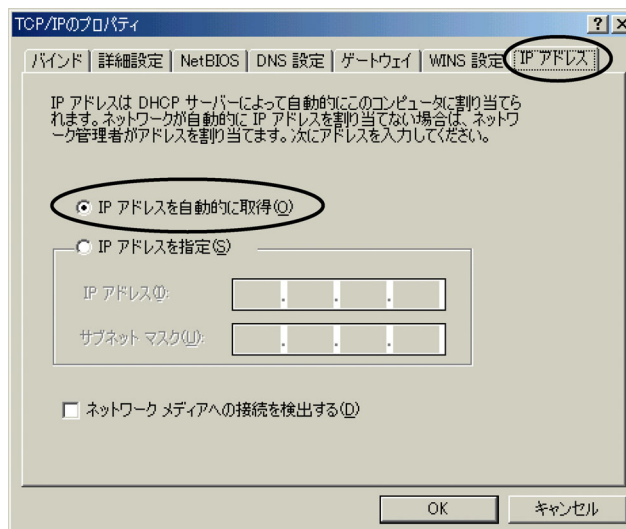 TCP/IPのプロパティ
バインド 詳細設定 NetBIOS DNS 設定 ゲートウェイ WINS 設定 IP アドレス
IP アドレスは DHCP サーバーによって自動的にこのコンピュータに割り当てら
れます。ネットワークが自動的に IP アドレスを割り当てない場合は、ネットワ
ーク管理者がアドレスを割り当てます。次にアドレスを入力してください。
IP アドレスを自動的に取得(O)
IP アドレスを指定(S)
IP アドレス(I):
サブネット マスク(U):
ネットワーク メディアへの接続を検出する(D)
OK キャンセル